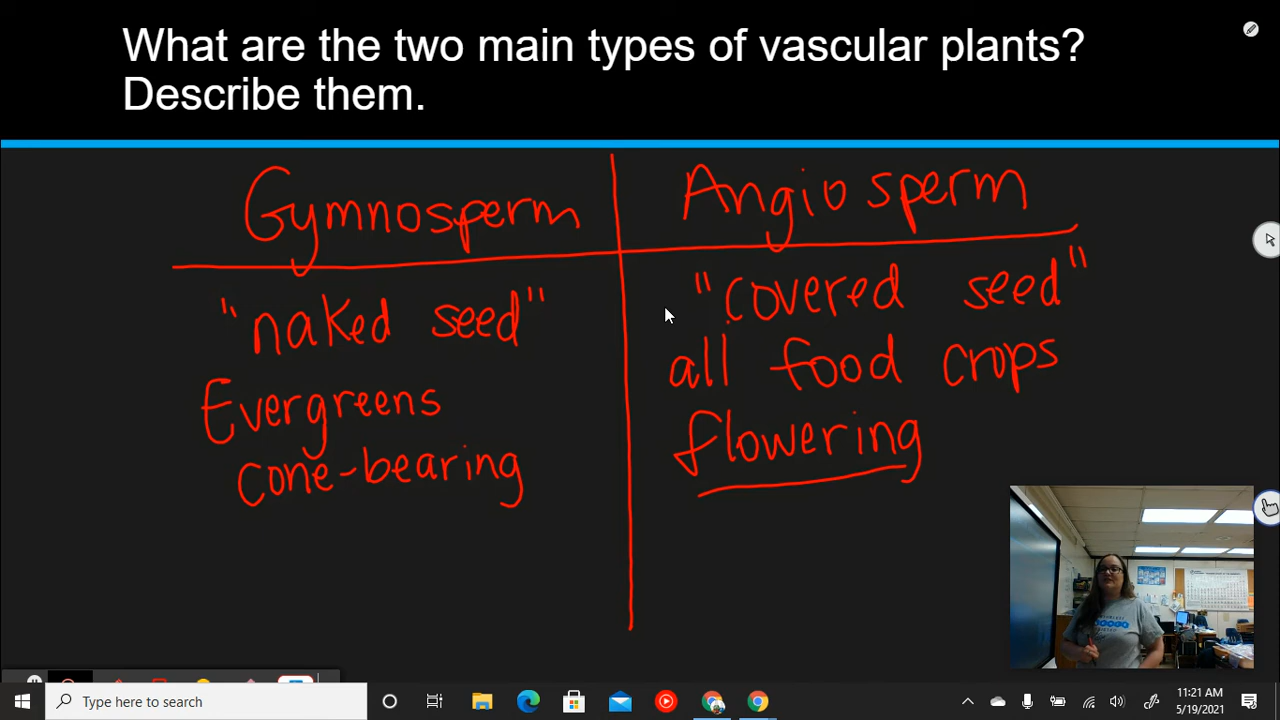 What are the two main types of vascular plants?
Describe them.
Gymnosperm
Angiosperm
"naked seed"
Evergreens
cone-bearing
"covered seed"
all food crops
flowering
Type here to search
11:21 AM
5/19/2021